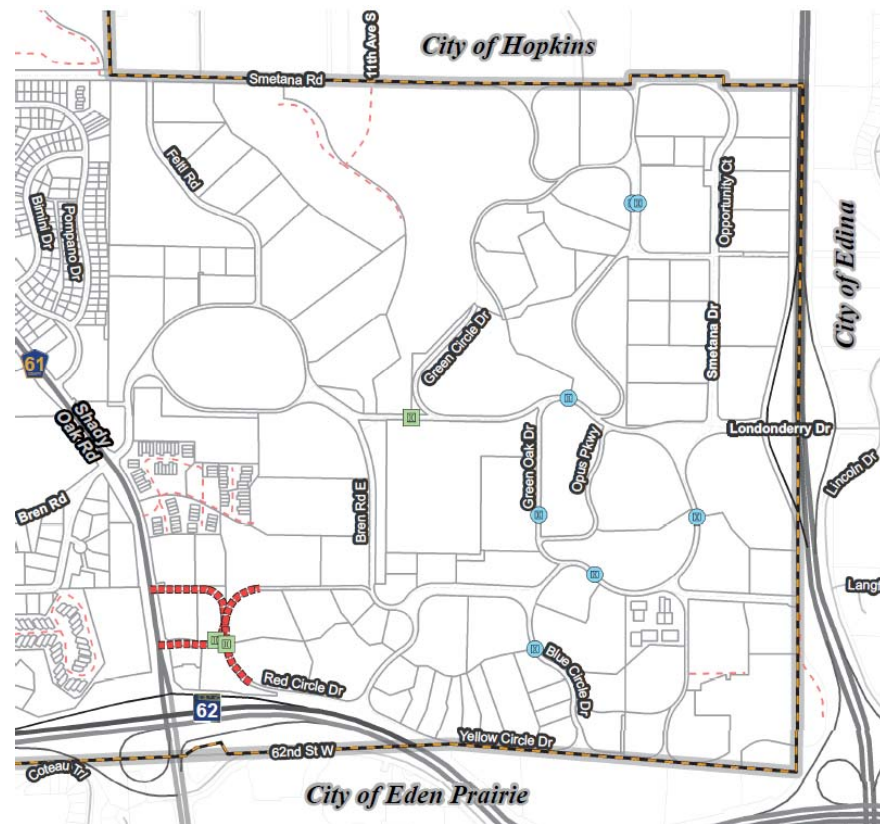 City of Hopkins
11th Ave S
Smetana Rd
Feltl Rd
Bimini Dr
Pompano Dr
Opportunity Ct
City of Edina
Green Circle Dr
Smetana Dr
61
Shady
Oak Rd
Londonderry Dr
Green Oak Dr
Opus Pkwy
Lincoln Dr
Bren Rd
Bren Rd E
Langf
Red Circle Dr
Blue Circle Dr
62
Yellow Circle Dr
62nd St W
Coteau Trl
City of Eden Prairie